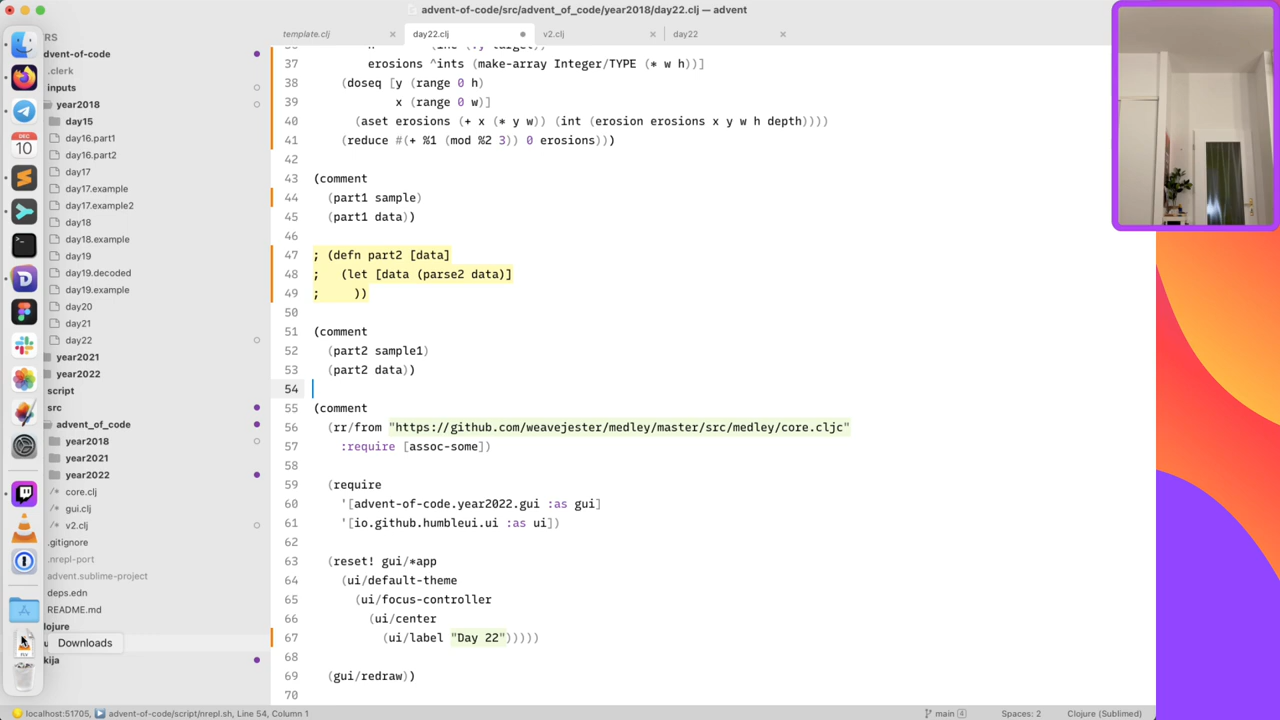 advent-of-code/src/advent_of_code/year2018/day22.clj — advent
template.clj
day22.clj
v2.clj
day22
RS
dvent-of-code
.clerk
inputs
year2018
day15
day16.part1
day16.part2
day17
day17.example
day17.example2
day18
day18.example
day19
day19.decoded
day19.example
day20
day21
day22
year2021
year2022
script
src
advent_of_code
year2018
year2021
year2022
/* core.clj
gui.clj
/* v2.clj
.gitignore
.nrepl-port
advent.sublime-project
deps.edn
README.md
lojure
kija
DEC
10
Downloads
37 erosions ^ints (make-array Integer/TYPE (* w h))]
38 (doseq [y (range 0 h)
39 x (range 0 w)]
40 (aset erosions (+ x (* y w)) (int (erosion erosions x y w h depth))))
41 (reduce #(+ %1 (mod %2 3)) 0 erosions)))
42
43 (comment
44 (part1 sample)
45 (part1 data))
46
47 ; (defn part2 [data]
48 ; (let [data (parse2 data)]
49 ; ))
50
51 (comment
52 (part2 sample1)
53 (part2 data))
54
55 (comment
56 (rr/from "https://github.com/weavejester/medley/master/src/medley/core.cljc"
57 :require [assoc-some])
58
59 (require
60 '[advent-of-code.year2022.gui :as gui]
61 '[io.github.humbleui.ui :as ui])
62
63 (reset! gui/*app
64 (ui/default-theme
65 (ui/focus-controller
66 (ui/center
67 (ui/label "Day 22")))))
68
69 (gui/redraw))
70
localhost:51705, advent-of-code/script/nrepl.sh, Line 54, Column 1
main 4
Spaces: 2
Clojure (Sublimed)